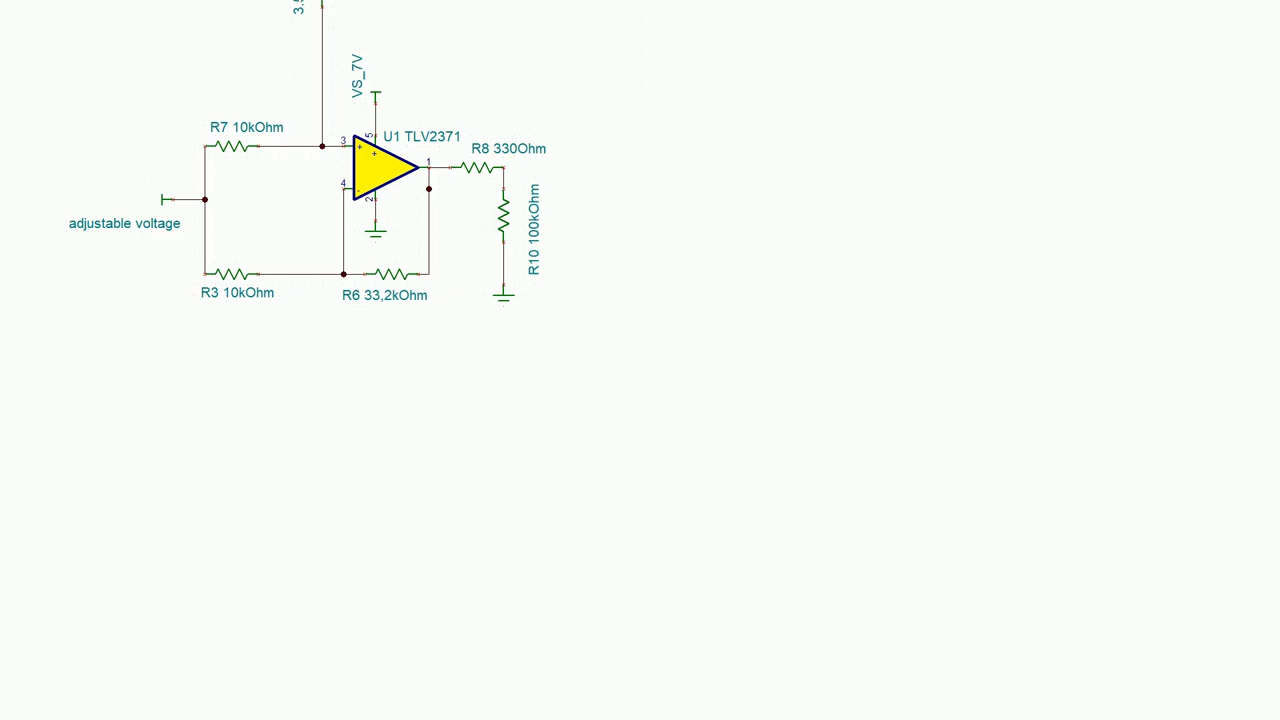 3.
VS_7V
R7 10kOhm
U1 TLV2371
3
5
+
+
1
R8 330Ohm
4
-
2
R10 100kOhm
adjustable voltage
R3 10kOhm
R6 33,2kOhm